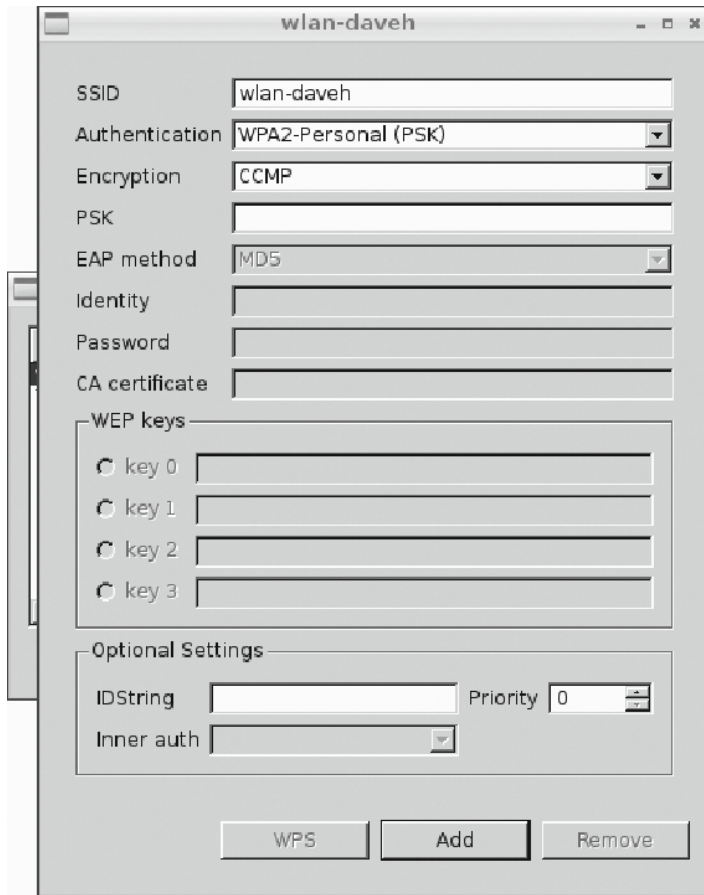 wlan-daveh
SSID wlan-daveh
Authentication WPA2-Personal (PSK)
Encryption CCMP
PSK
EAP method MD5
Identity
Password
CA certificate
WEP keys
key 0
key 1
key 2
key 3
Optional Settings
IDString Priority 0
Inner auth
WPS Add Remove